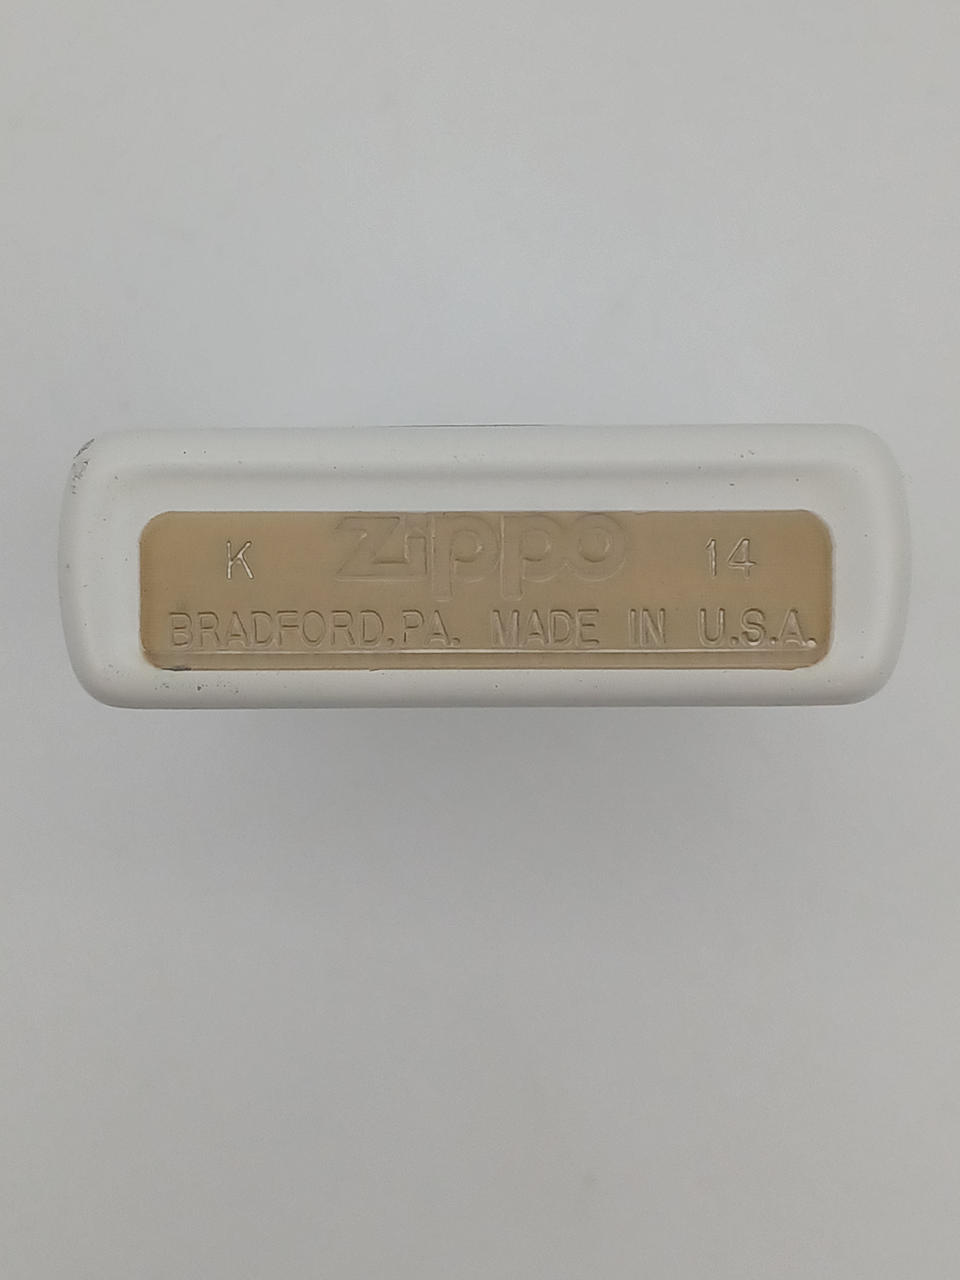 K Zippo 14
BRADFORD, PA. MADE IN U.S.A.